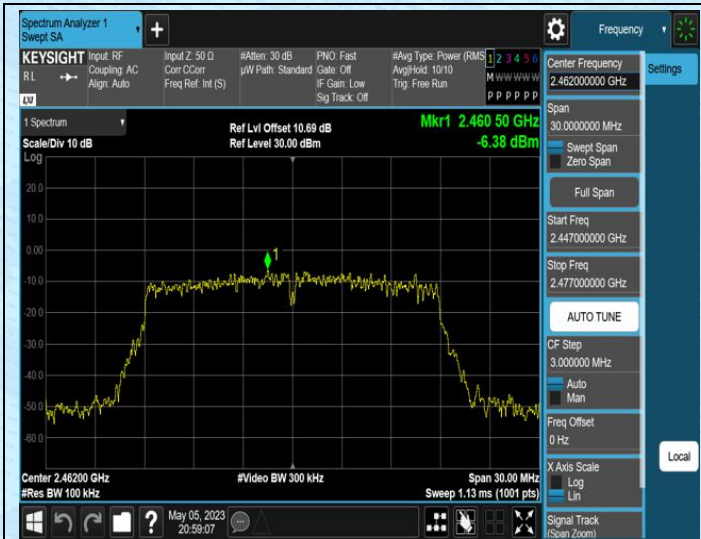 Spectrum Analyzer 1
Swept SA
+
Frequency
KEYSIGHT
R L
LXI
Input: RF
Coupling: AC
Align: Auto
Input Z: 50 Ω
Corr CCorr
Freq Ref: Int (S)
#Atten: 30 dB
µW Path: Standard
PNO: Fast
Gate: Off
IF Gain: Low
Sig Track: Off
#Avg Type: Power (RMS
Avg|Hold: 10/10
Trig: Free Run
1 2 3 4 5 6
M W W W W W
P P P P P P
1 Spectrum
Scale/Div 10 dB
Log
Ref Lvl Offset 10.69 dB
Ref Level 30.00 dBm
Mkr1 2.460 50 GHz
-6.38 dBm
20.0
10.0
0.00
-10.0
-20.0
-30.0
-40.0
-50.0
-60.0
1
Center 2.46200 GHz
#Res BW 100 kHz
#Video BW 300 kHz
Span 30.00 MHz
Sweep 1.13 ms (1001 pts)
?
May 05, 2023
20:59:07
Center Frequency
2.462000000 GHz
Span
30.0000000 MHz
Swept Span
Zero Span
Full Span
Start Freq
2.447000000 GHz
Stop Freq
2.477000000 GHz
AUTO TUNE
CF Step
3.000000 MHz
Auto
Man
Freq Offset
0 Hz
X Axis Scale
Log
Lin
Signal Track
(Span Zoom)
Settings
Local